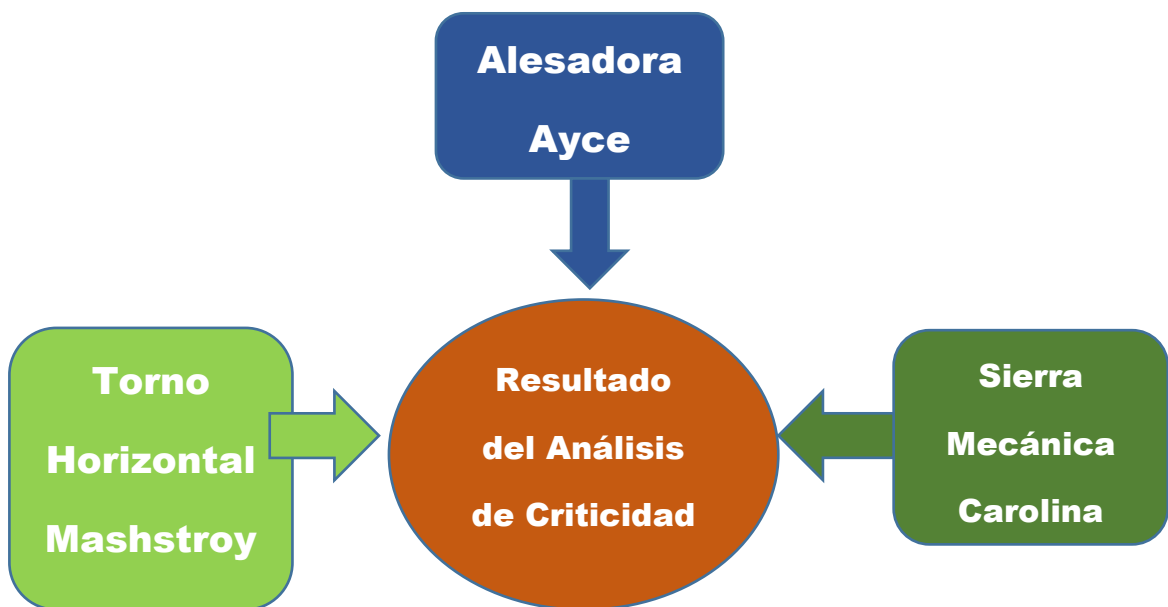 Alesadora
Ayce
Torno
Horizontal
Mashstroy
Resultado
del Análisis
de Criticidad
Sierra
Mecánica
Carolina